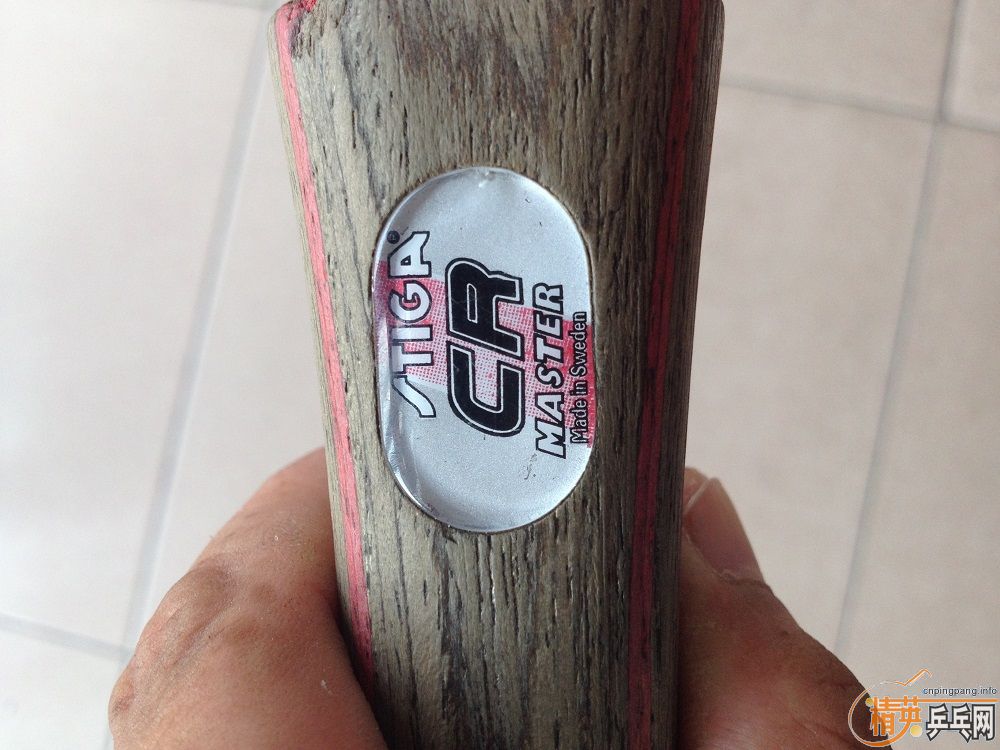 STIGA®
CR
MASTER
Made in Sweden
cnpingpang.info
精英乒乓网